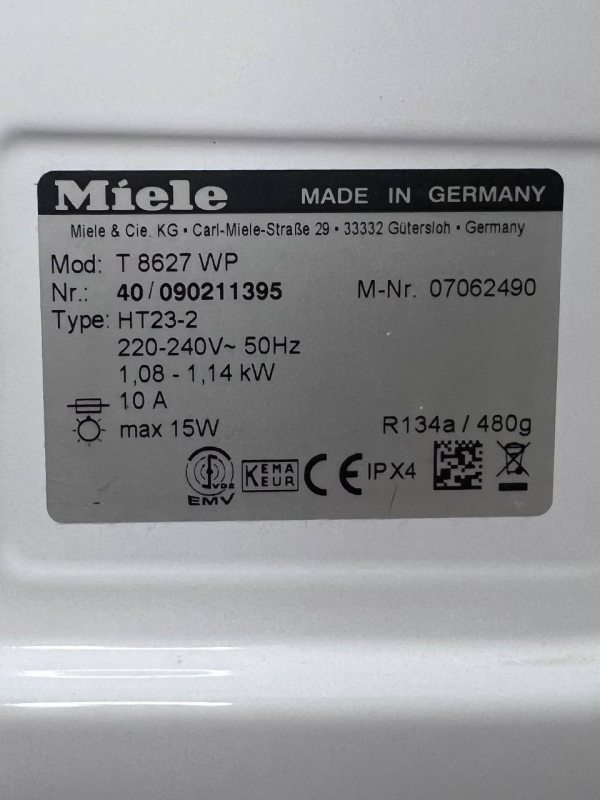 Miele MADE IN GERMANY
Miele & Cie. KG • Carl-Miele-Straße 29 • 33332 Gütersloh • Germany
Mod: T 8627 WP
Nr.: 40/090211395 M-Nr. 07062490
Type: HT23-2
220-240V~ 50Hz
1,08 - 1,14 kW
10 A
max 15W R134a / 480g
VDE
EMV
KEMA
KEUR
CE IPX4